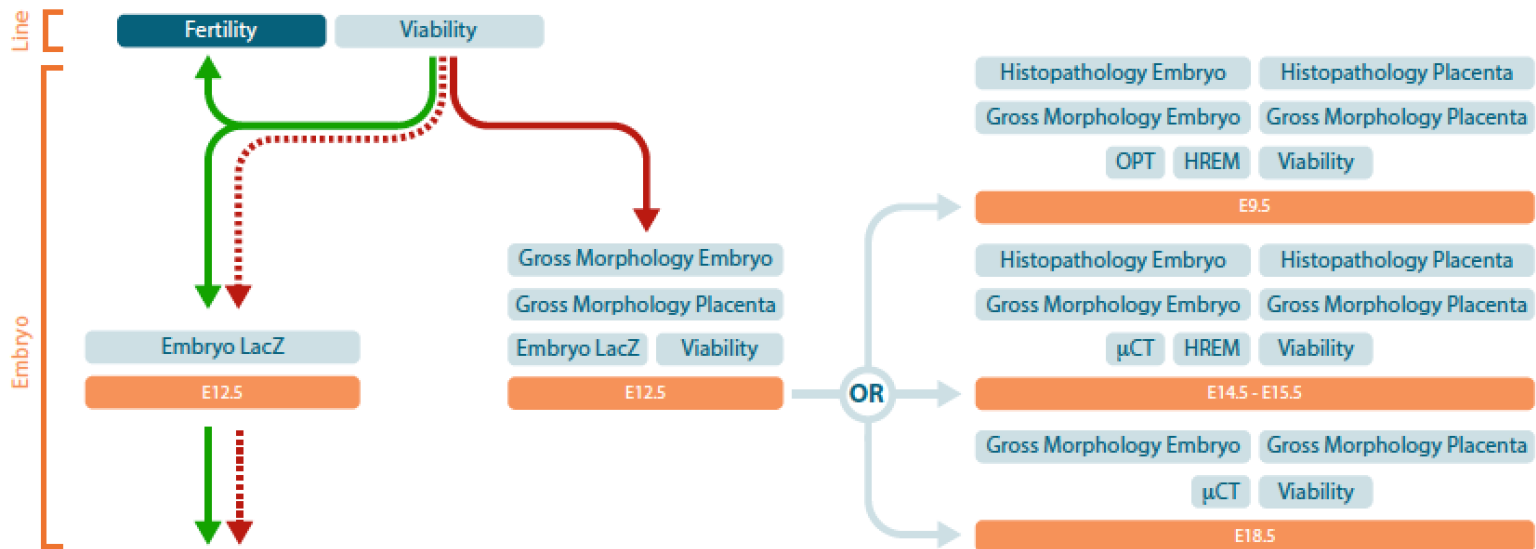 Line
Fertility
Viability
Embryo
Embryo LacZ
E12.5
Gross Morphology Embryo
Gross Morphology Placenta
Embryo LacZ
Viability
E12.5
OR
Histopathology Embryo
Histopathology Placenta
Gross Morphology Embryo
Gross Morphology Placenta
OPT
HREM
Viability
E9.5
Histopathology Embryo
Histopathology Placenta
Gross Morphology Embryo
Gross Morphology Placenta
μCT
HREM
Viability
E14.5 - E15.5
Gross Morphology Embryo
Gross Morphology Placenta
μCT
Viability
E18.5